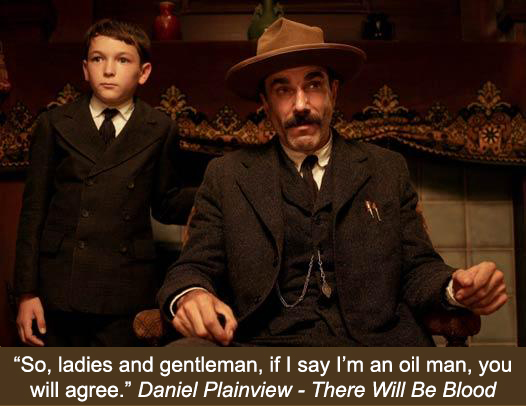 “So, ladies and gentleman, if I say I’m an oil man, you
will agree.” Daniel Plainview - There Will Be Blood